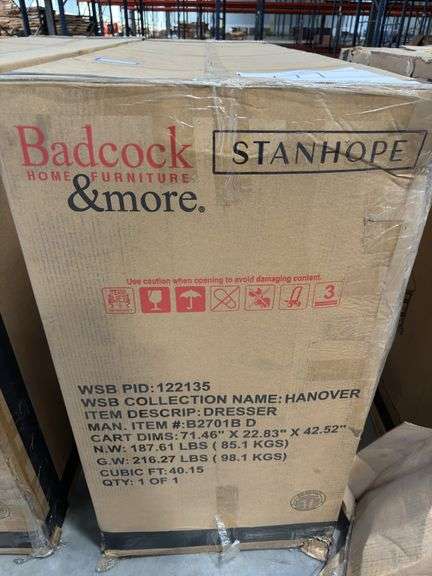 Badcock
HOME FURNITURE
&more®
STANHOPE
Use caution when opening to avoid damaging content.
3
WSB PID: 122135
WSB COLLECTION NAME: HANOVER
ITEM DESCRIP: DRESSER
MAN. ITEM #:B2701B D
CART DIMS: 71.46" X 22.83" X 42.52"
N.W: 187.61 LBS ( 85.1 KGS)
G.W: 216.27 LBS ( 98.1 KGS)
CUBIC FT: 40.15
QTY: 1 OF 1